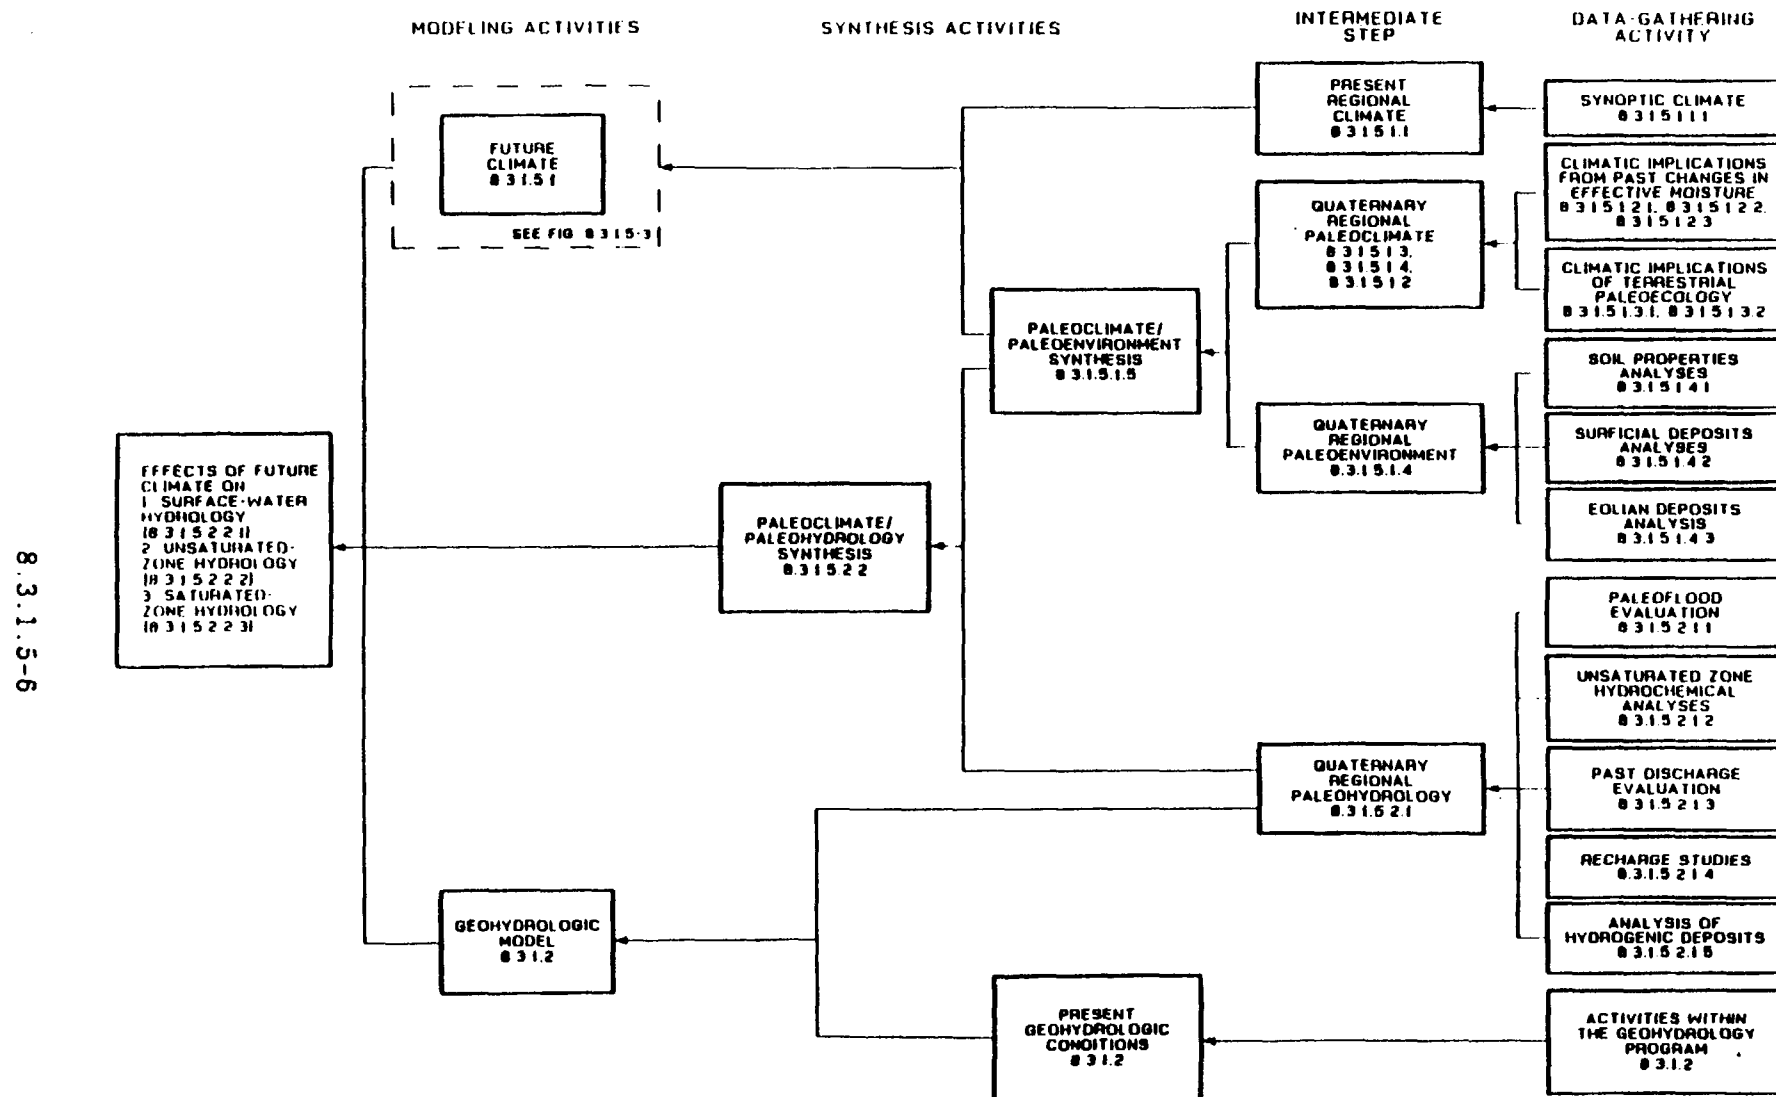 MODELING ACTIVITIES
SYNTHESIS ACTIVITIES
INTERMEDIATE
STEP
DATA-GATHERING
ACTIVITY
FUTURE
CLIMATE
8 3 1.5 1
SEE FIG 8 3 1 5-3
PRESENT
REGIONAL
CLIMATE
8 3 1 5 1.1
SYNOPTIC CLIMATE
8 3 1 5 1 1 1
CLIMATIC IMPLICATIONS
FROM PAST CHANGES IN
EFFECTIVE MOISTURE
8 3 1 5 1 2 1, 8 3 1 5 1 2 2,
8 3 1 5 1 2 3
QUATERNARY
REGIONAL
PALEOCLIMATE
8 3 1 5 1 3,
8 3 1.5 1 4,
8 3 1 5 1 2
CLIMATIC IMPLICATIONS
OF TERRESTRIAL
PALEOECOLOGY
8 3 1.5 1.3 1, 8 3 1 5 1 3.2
PALEOCLIMATE/
PALEOENVIRONMENT
SYNTHESIS
8 3.1.5.1.5
SOIL PROPERTIES
ANALYSES
8 3.1 5 1 4 1
QUATERNARY
REGIONAL
PALEOENVIRONMENT
8.3.1 5.1.4
SURFICIAL DEPOSITS
ANALYSES
8 3 1.5 1 4 2
EOLIAN DEPOSITS
ANALYSIS
8 3.1 5 1.4 3
EFFECTS OF FUTURE
CLIMATE ON
1 SURFACE-WATER
HYDROLOGY
(8 3 1 5 2 2 1)
2 UNSATURATED-
ZONE HYDROLOGY
(8 3 1 5 2 2 2)
3 SATURATED-
ZONE HYDROLOGY
(8 3 1 5 2 2 3)
PALEOCLIMATE/
PALEOHYDROLOGY
SYNTHESIS
8.3 1 5 2 2
PALEOFLOOD
EVALUATION
8 3 1.5 2 1 1
UNSATURATED ZONE
HYDROCHEMICAL
ANALYSES
8 3.1.5 2 1 2
QUATERNARY
REGIONAL
PALEOHYDROLOGY
8.3 1.5 2.1
PAST DISCHARGE
EVALUATION
8 3 1 5 2 1 3
RECHARGE STUDIES
8.3.1.5 2 1 4
ANALYSIS OF
HYDROGENIC DEPOSITS
8 3.1.5 2.1 5
GEOHYDROLOGIC
MODEL
8 3 1.2
PRESENT
GEOHYDROLOGIC
CONDITIONS
8 3 1.2
ACTIVITIES WITHIN
THE GEOHYDROLOGY
PROGRAM
8 3.1.2
8.3.1.5-6